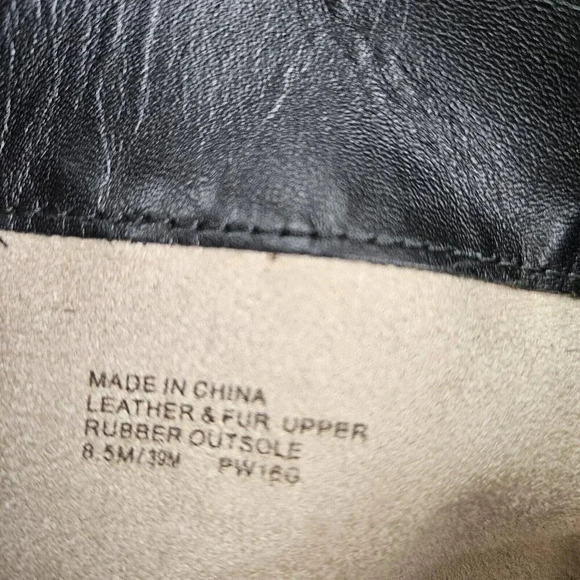 MADE IN CHINA
LEATHER & FUR UPPER
RUBBER OUTSOLE
8.5M/39M PW16G